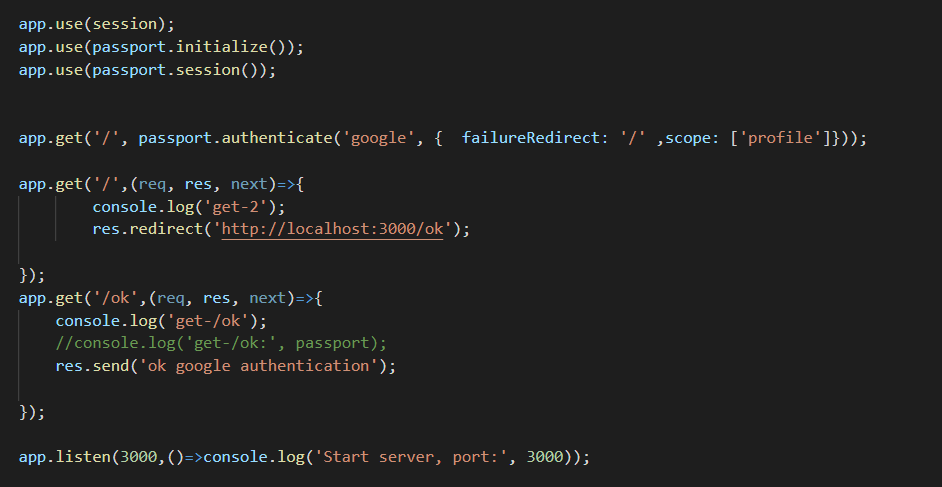 app.use(session);
app.use(passport.initialize());
app.use(passport.session());
app.get('/', passport.authenticate('google', {  failureRedirect: '/' ,scope: ['profile']}));
app.get('/',(req, res, next)=>{
        console.log('get-2');
        res.redirect('http://localhost:3000/ok');
});
app.get('/ok',(req, res, next)=>{
    console.log('get-/ok');
    //console.log('get-/ok:', passport);
    res.send('ok google authentication');
});
app.listen(3000,()=>console.log('Start server, port:', 3000));